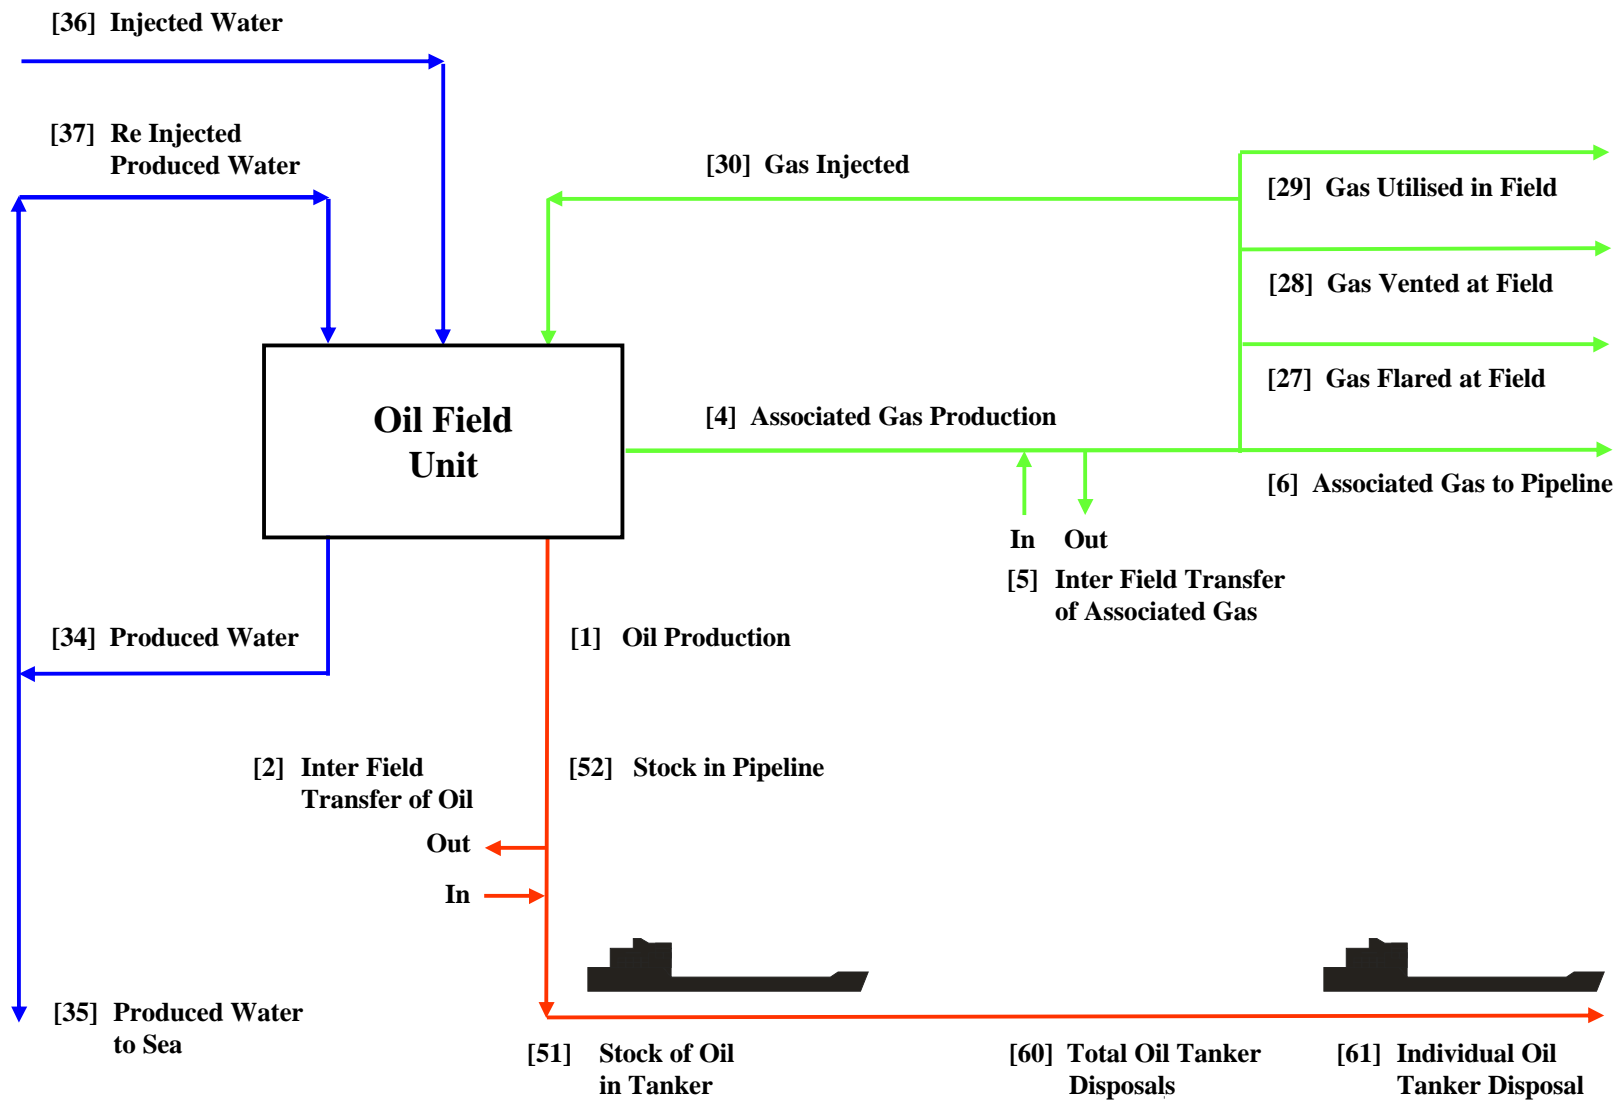 [36] Injected Water
[37] Re Injected
Produced Water
[30] Gas Injected
[29] Gas Utilised in Field
[28] Gas Vented at Field
[27] Gas Flared at Field
Oil Field
Unit
[4] Associated Gas Production
[6] Associated Gas to Pipeline
In Out
[5] Inter Field Transfer
of Associated Gas
[34] Produced Water
[1] Oil Production
[2] Inter Field
Transfer of Oil
[52] Stock in Pipeline
Out
In
[35] Produced Water
to Sea
[51] Stock of Oil
in Tanker
[60] Total Oil Tanker
Disposals
[61] Individual Oil
Tanker Disposal